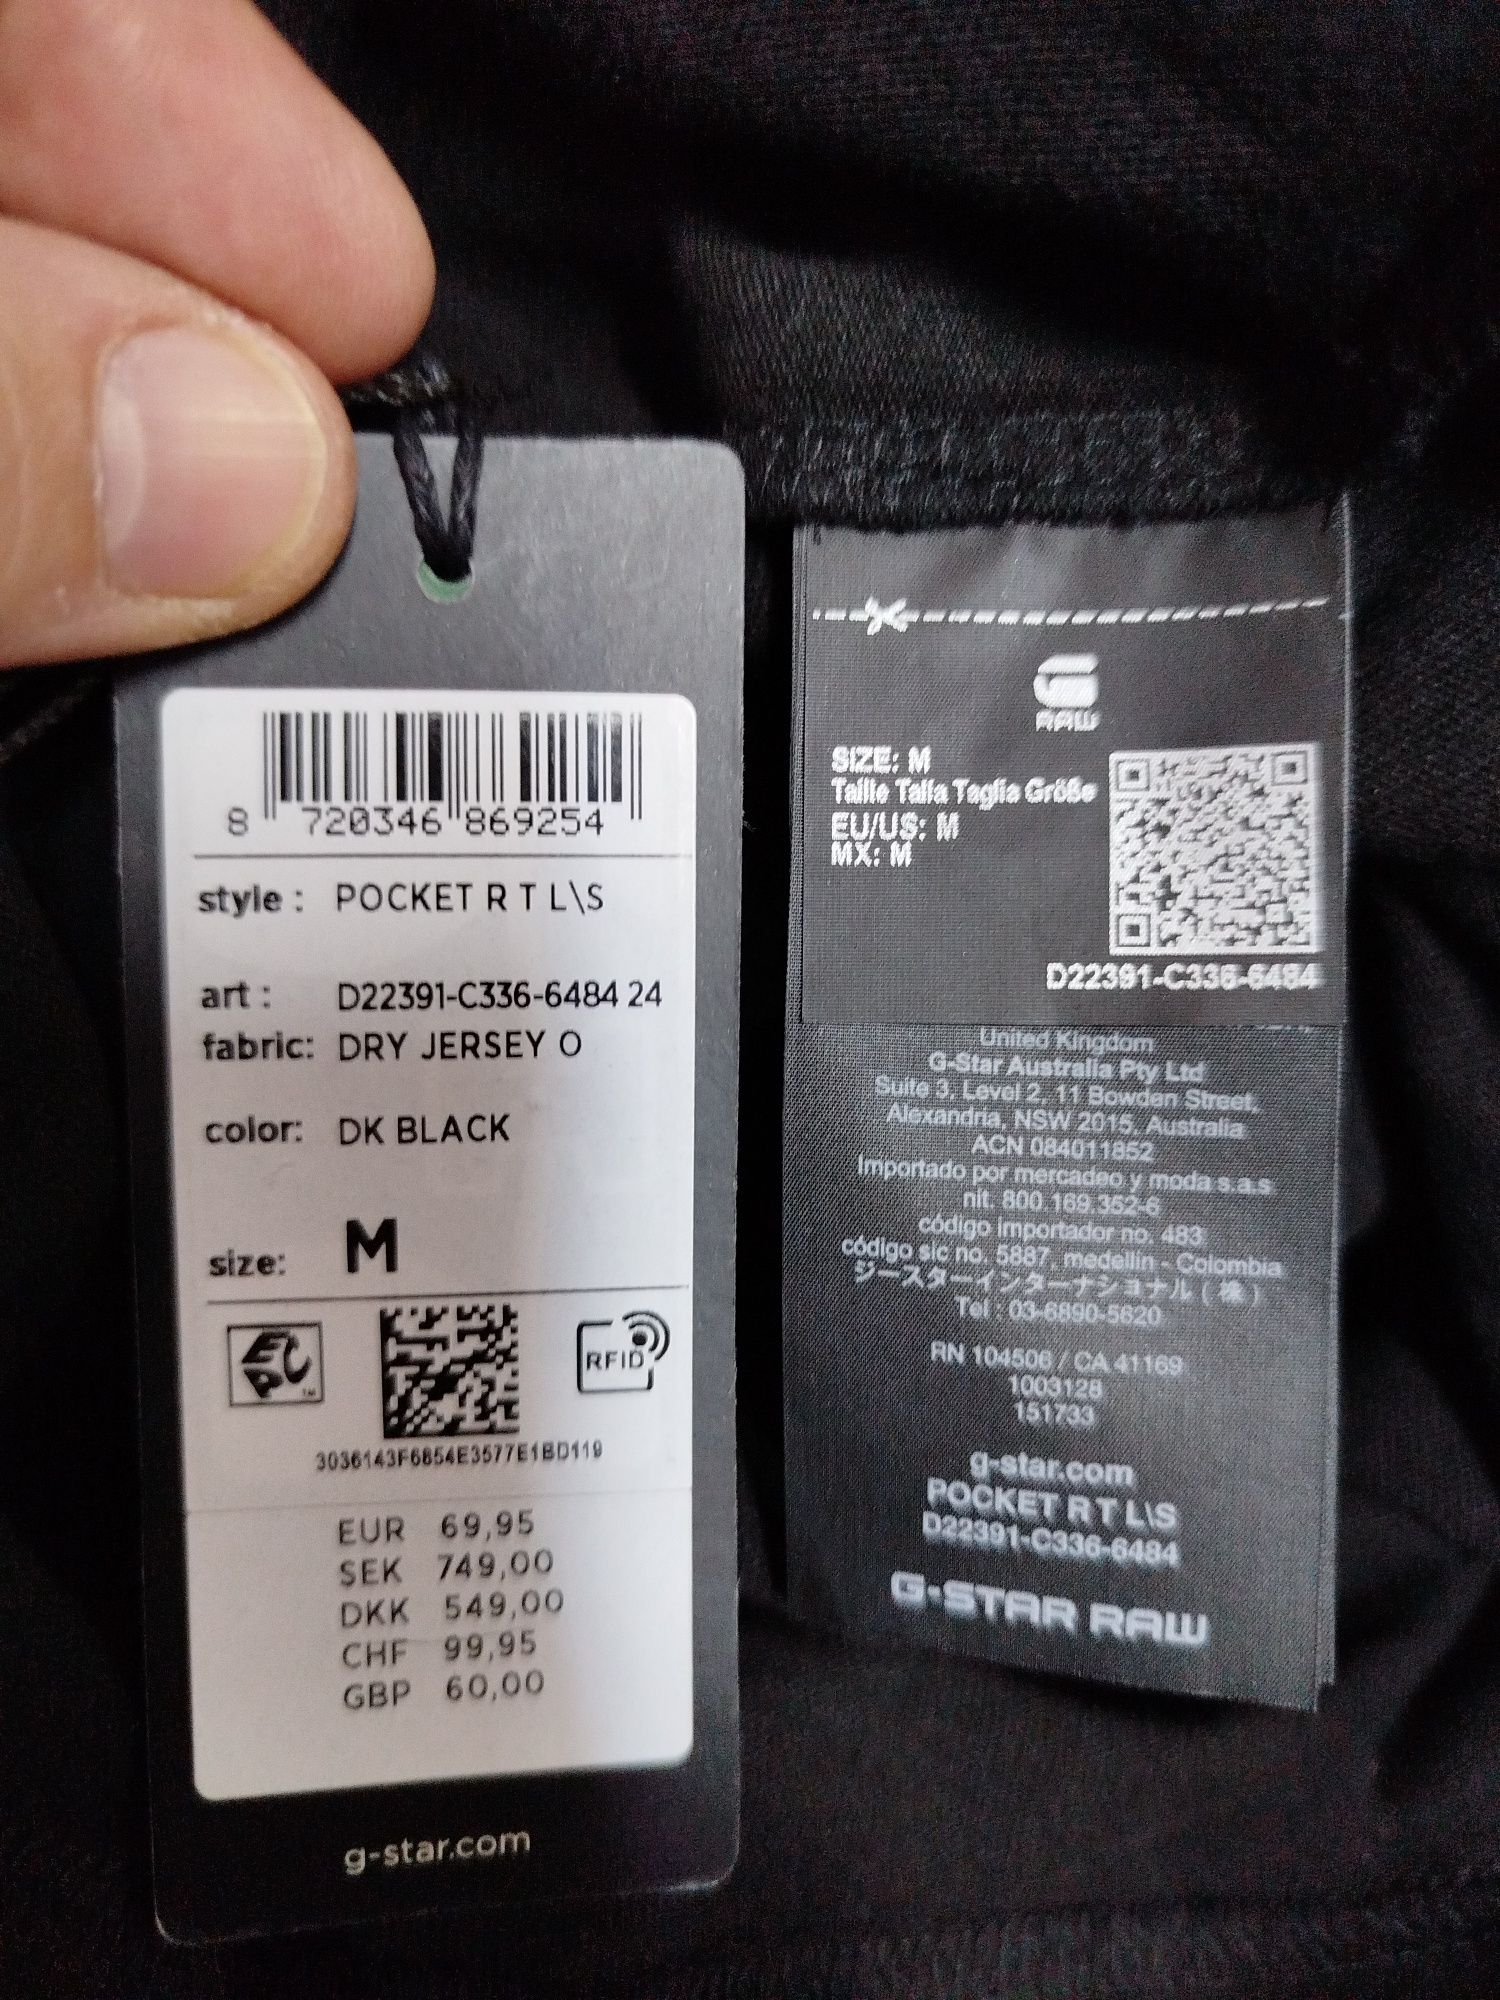 8 720346 869254
style : POCKET R T L\S
art : D22391-C336-6484 24
fabric: DRY JERSEY O
color: DK BLACK
size: M
EPC TM
RFID
3036143F6854E3577E1BD119
EUR 69,95
SEK 749,00
DKK 549,00
CHF 99,95
GBP 60,00
g-star.com
G
RAW
SIZE: M
Taille Talla Taglia Größe
EU/US: M
MX: M
D22391-C336-6484
United Kingdom
G-Star Australia Pty Ltd
Suite 3, Level 2, 11 Bowden Street,
Alexandria, NSW 2015, Australia
ACN 084011852
Importado por mercadeo y moda s.a.s
nit. 800.169.352-6
código importador no. 483
código sic no. 5887, medellin - Colombia
ジースターインターナショナル(株)
Tel : 03-6890-5620
RN 104506 / CA 41169
1003128
151733
g-star.com
POCKET R T L\S
D22391-C336-6484
G-STAR RAW